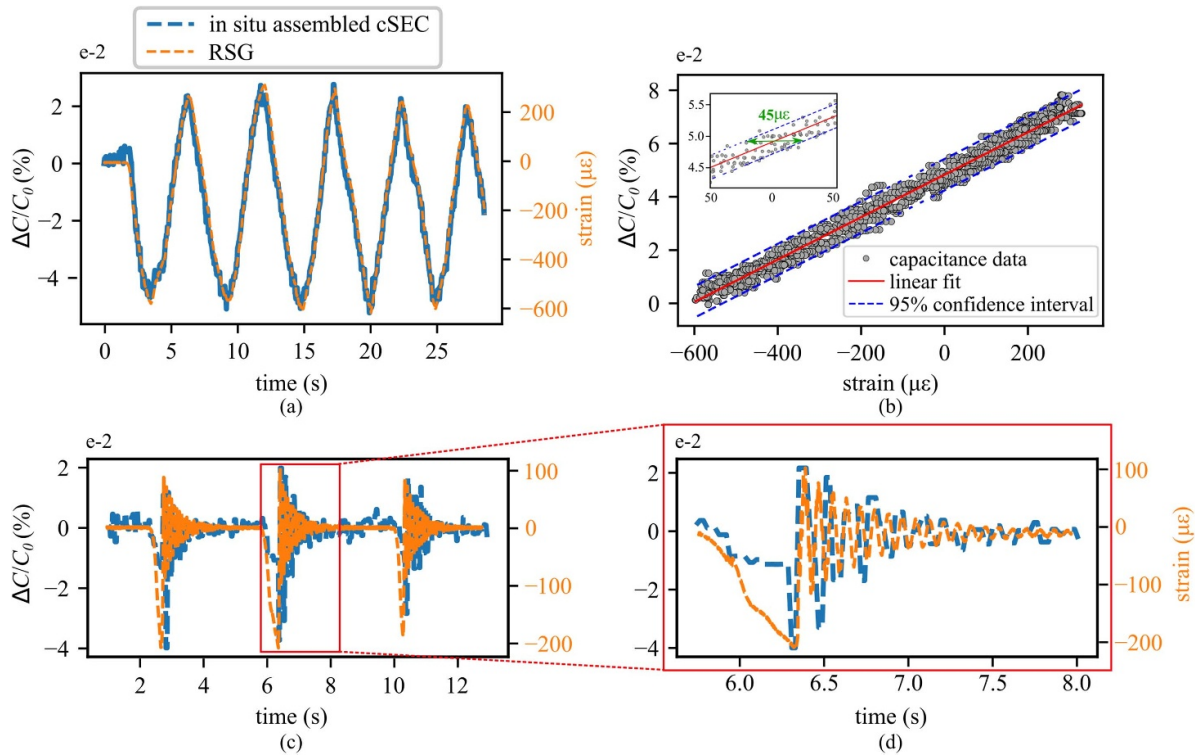 in situ assembled cSEC
RSG
e-2
2
0
−2
−4
ΔC/C₀ (%)
200
0
−200
−400
−600
strain (με)
0 5 10 15 20 25
time (s)
(a)
e-2
8
6
4
2
0
ΔC/C₀ (%)
5.5
5.0
4.5
45με
50 0 50
capacitance data
linear fit
95% confidence interval
−600 −400 −200 0 200
strain (με)
(b)
e-2
2
0
−2
−4
ΔC/C₀ (%)
100
0
−100
−200
2 4 6 8 10 12
time (s)
(c)
e-2
2
0
−2
−4
100
0
−100
−200
strain (με)
6.0 6.5 7.0 7.5 8.0
time (s)
(d)